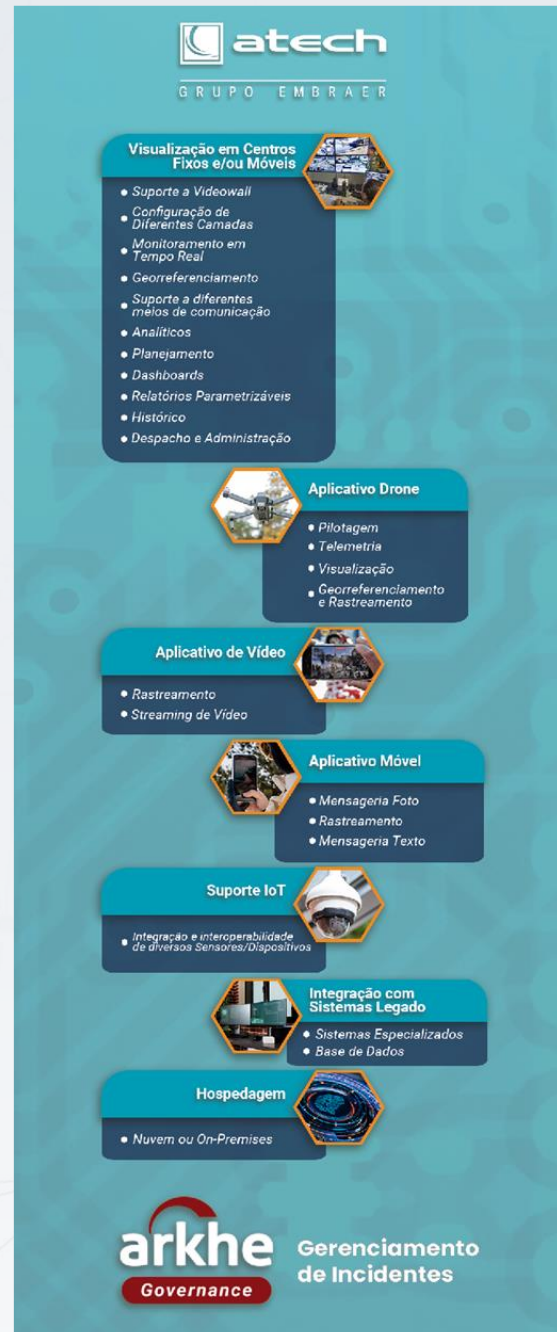 atech
GRUPO EMBRAER
Visualização em Centros
Fixos e/ou Móveis
• Suporte a Videowall
• Configuração de
Diferentes Camadas
• Monitoramento em
Tempo Real
• Georreferenciamento
• Suporte a diferentes
meios de comunicação
• Analíticos
• Planejamento
• Dashboards
• Relatórios Parametrizáveis
• Histórico
• Despacho e Administração
Aplicativo Drone
• Pilotagem
• Telemetria
• Visualização
• Georreferenciamento
e Rastreamento
Aplicativo de Vídeo
• Rastreamento
• Streaming de Vídeo
Aplicativo Móvel
• Mensageria Foto
• Rastreamento
• Mensageria Texto
Suporte IoT
• Integração e interoperabilidade
de diversos Sensores/Dispositivos
Integração com
Sistemas Legado
• Sistemas Especializados
• Base de Dados
Hospedagem
• Nuvem ou On-Premises
arkhe
Governance
Gerenciamento
de Incidentes